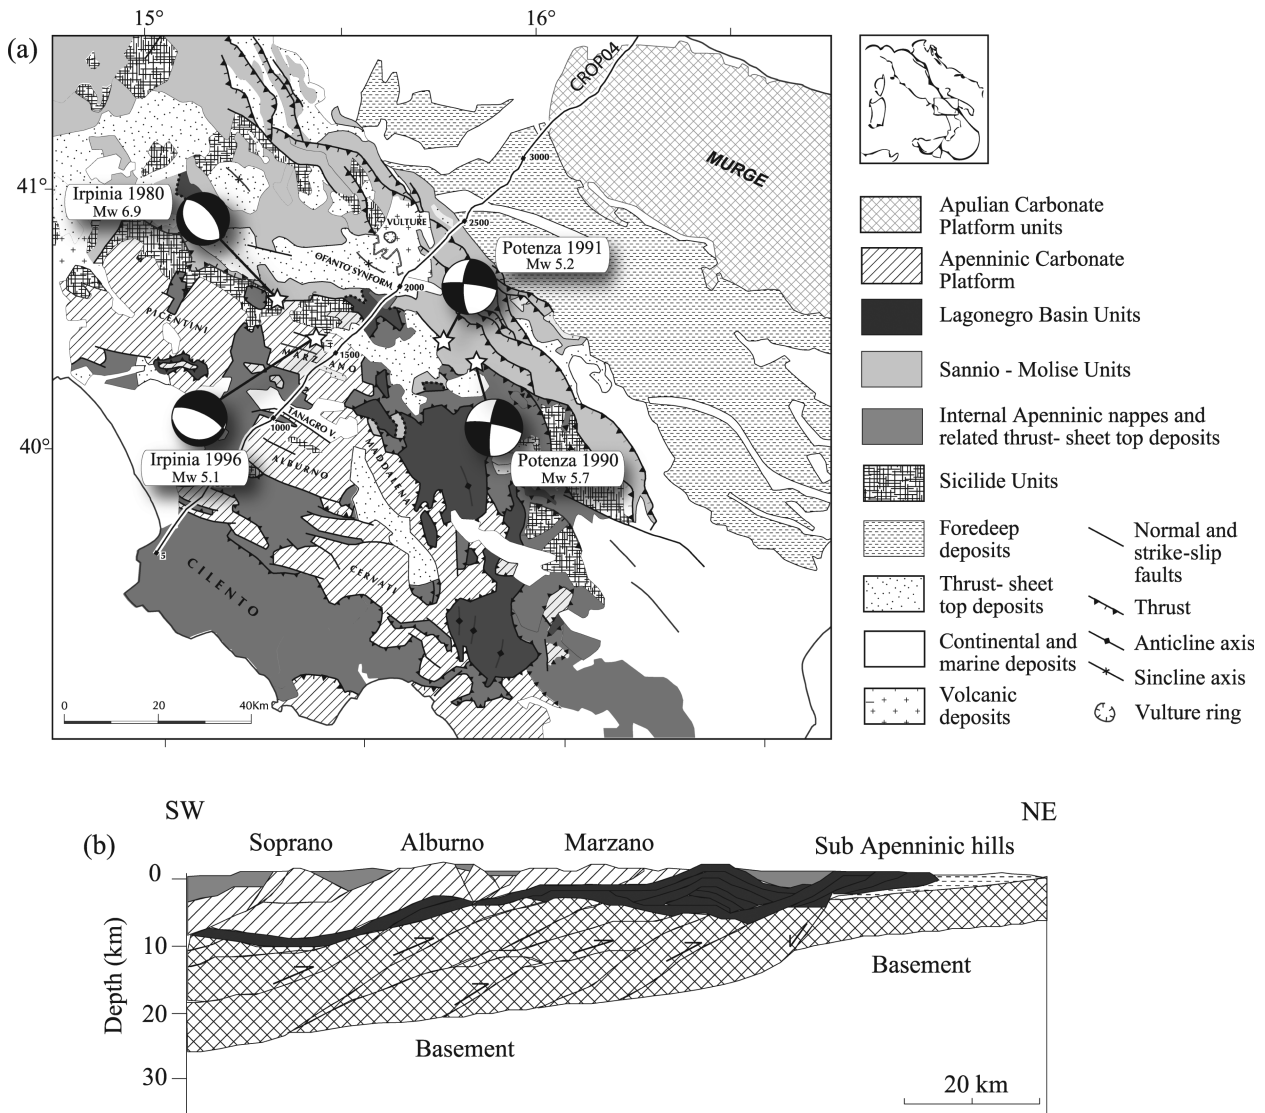 15°
16°
(a)
CROP04
3000
MURGE
41°
Irpinia 1980
Mw 6.9
VULTURE
2500
Potenza 1991
Mw 5.2
OFANTO SYNFORM
2000
PICENTINI
MARZANO
1500
TANAGRO V.
1000
40°
ALBURNO
MADDALENA
Irpinia 1996
Mw 5.1
Potenza 1990
Mw 5.7
CILENTO
CERVATI
0
20
40Km
Apulian Carbonate
Platform units
Apenninic Carbonate
Platform
Lagonegro Basin Units
Sannio - Molise Units
Internal Apenninic nappes and
related thrust- sheet top deposits
Sicilide Units
Foredeep
deposits
Thrust- sheet
top deposits
Continental and
marine deposits
Volcanic
deposits
Normal and
strike-slip
faults
Thrust
Anticline axis
Sincline axis
Vulture ring
SW
NE
(b)
Soprano
Alburno
Marzano
Sub Apenninic hills
Depth (km)
0
10
20
30
Basement
Basement
20 km